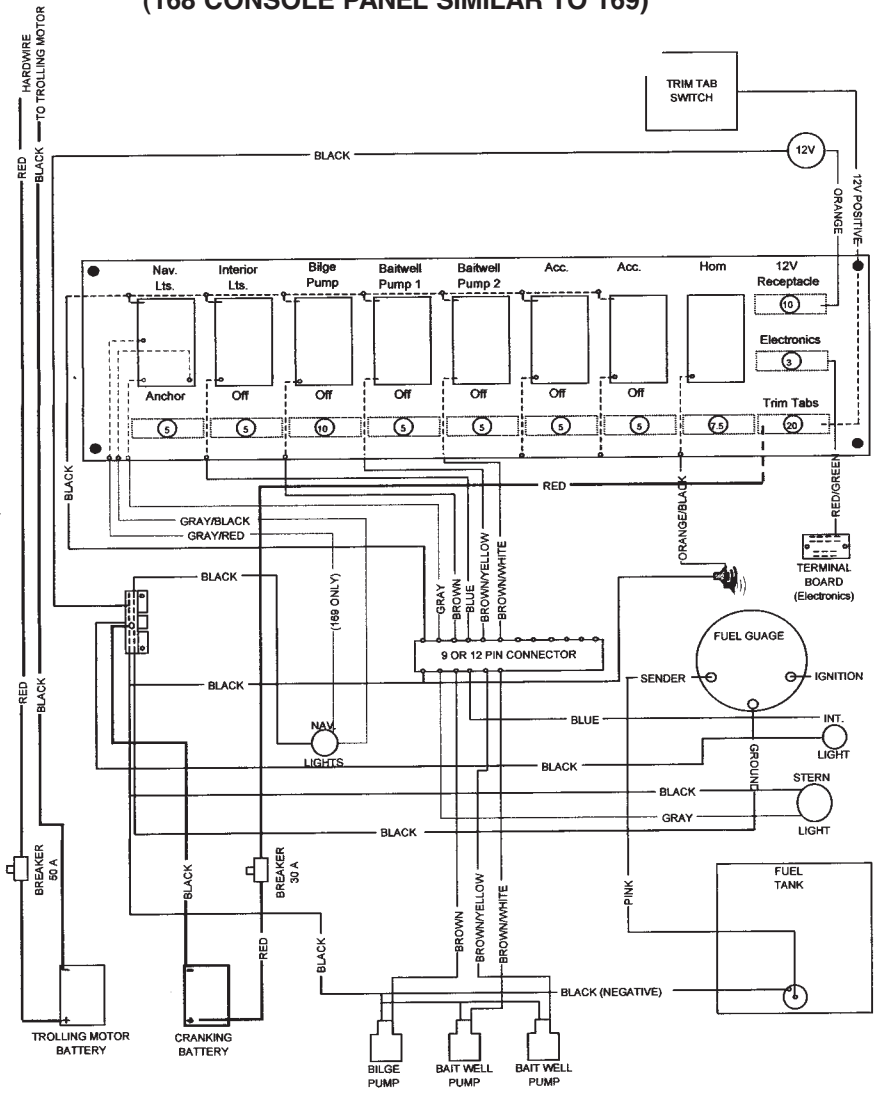 (168 CONSOLE PANEL SIMILAR TO 169)
HARDWIRE
TO TROLLING MOTOR
RED
BLACK
TRIM TAB
SWITCH
BLACK
12V
ORANGE
12V POSITIVE
Nav.
Lts.
Interior
Lts.
Bilge
Pump
Baitwell
Pump 1
Baitwell
Pump 2
Acc.
Acc.
Horn
12V
Receptacle
10
Electronics
3
Anchor
Off
Off
Off
Off
Off
Off
Trim Tabs
5
5
10
5
5
5
5
7.5
20
BLACK
RED
ORANGE/BLACK
RED/GREEN
GRAY/BLACK
GRAY/RED
BLACK
(169 ONLY)
GRAY
BROWN
BLUE
BROWN/YELLOW
BROWN/WHITE
TERMINAL
BOARD
(Electronics)
9 OR 12 PIN CONNECTOR
FUEL GUAGE
SENDER
IGNITION
RED
BLACK
BLACK
NAV.
LIGHTS
BLUE
INT.
LIGHT
BLACK
GROUND
STERN
LIGHT
BLACK
GRAY
BLACK
BREAKER
50 A
BLACK
BREAKER
30 A
RED
BLACK
BROWN
BROWN/YELLOW
BROWN/WHITE
PINK
FUEL
TANK
BLACK (NEGATIVE)
-
+
TROLLING MOTOR
BATTERY
-
+
CRANKING
BATTERY
BILGE
PUMP
BAIT WELL
PUMP
BAIT WELL
PUMP